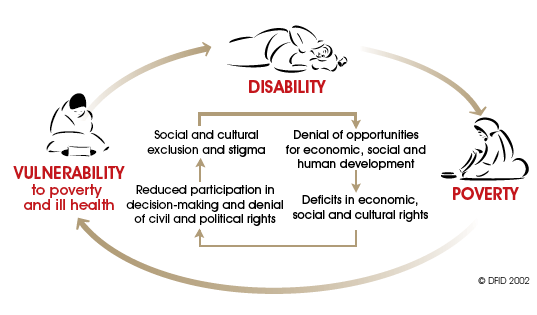 DISABILITY
Social and cultural
exclusion and stigma
Denial of opportunities
for economic, social and
human development
VULNERABILITY
to poverty
and ill health
Reduced participation in
decision-making and denial
of civil and political rights
Deficits in economic,
social and cultural rights
POVERTY
© DFID 2002